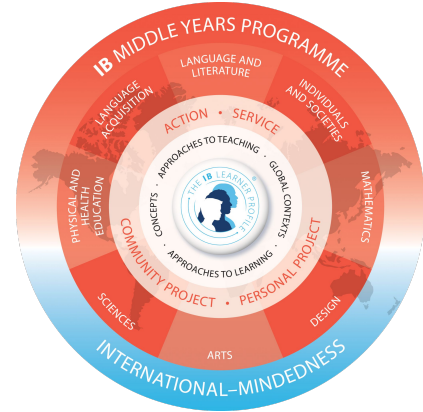 IB MIDDLE YEARS PROGRAMME
LANGUAGE AND
LITERATURE
LANGUAGE
ACQUISITION
INDIVIDUALS
AND SOCIETIES
PHYSICAL AND
HEALTH
EDUCATION
MATHEMATICS
SCIENCES
DESIGN
ARTS
ACTION • SERVICE
COMMUNITY PROJECT • PERSONAL PROJECT
APPROACHES TO TEACHING · GLOBAL CONTEXTS · APPROACHES TO LEARNING · CONCEPTS ·
THE IB LEARNER PROFILE ®
INTERNATIONAL–MINDEDNESS